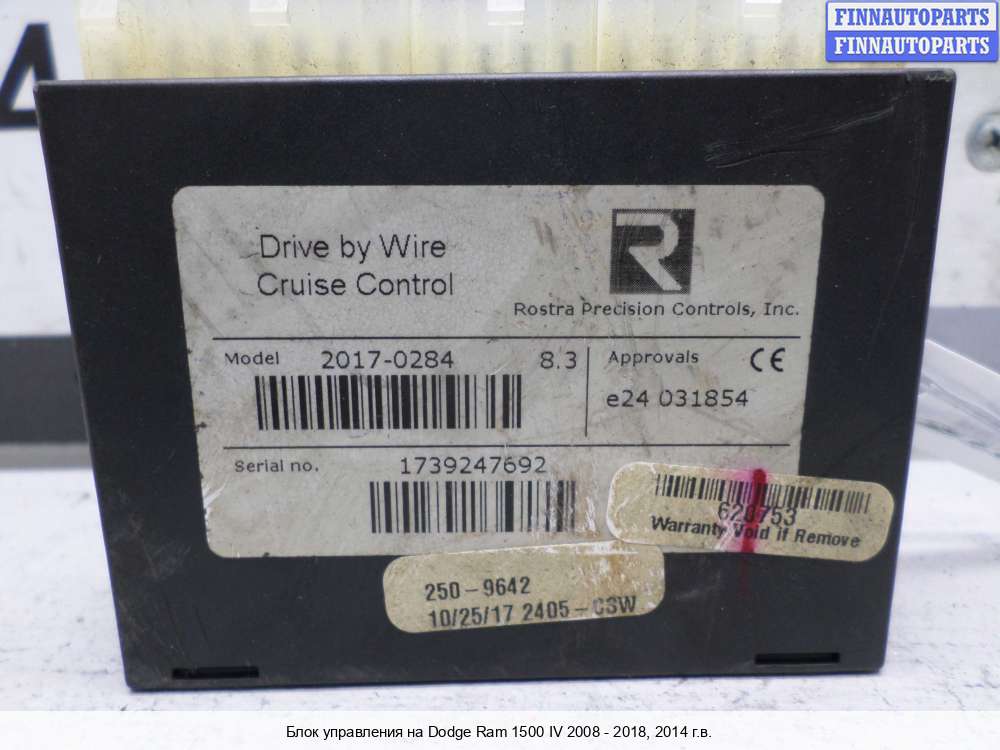 FINNAUTOPARTS
FINNAUTOPARTS
Drive by Wire
Cruise Control
R
Rostra Precision Controls, Inc.
Model 2017-0284 8.3
Approvals CE
e24 031854
Serial no. 1739247692
620753
Warranty Void if Remove
250-9642
10/25/17 2405-CSW
Блок управления на Dodge Ram 1500 IV 2008 - 2018, 2014 г.в.